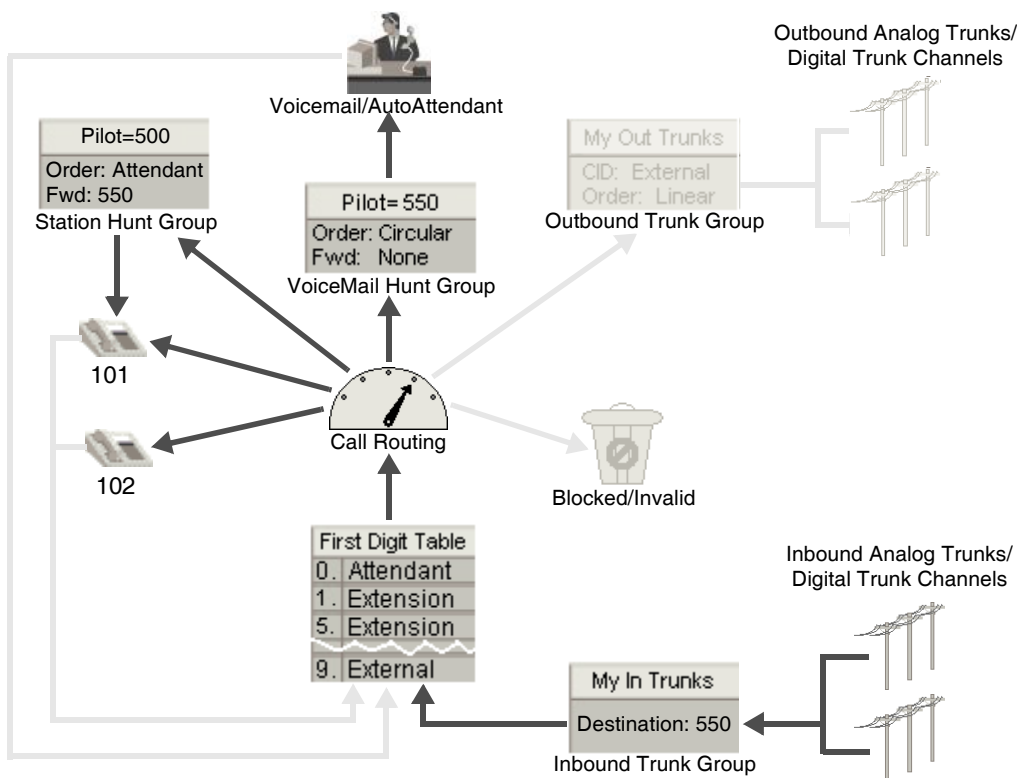 Outbound Analog Trunks/
Digital Trunk Channels
Voicemail/AutoAttendant
Pilot=500
Order: Attendant
Fwd: 550
Station Hunt Group
Pilot= 550
Order: Circular
Fwd: None
VoiceMail Hunt Group
My Out Trunks
CID: External
Order: Linear
Outbound Trunk Group
101
102
Call Routing
Blocked/Invalid
First Digit Table
0. Attendant
1. Extension
5. Extension
9. External
Inbound Analog Trunks/
Digital Trunk Channels
My In Trunks
Destination: 550
Inbound Trunk Group